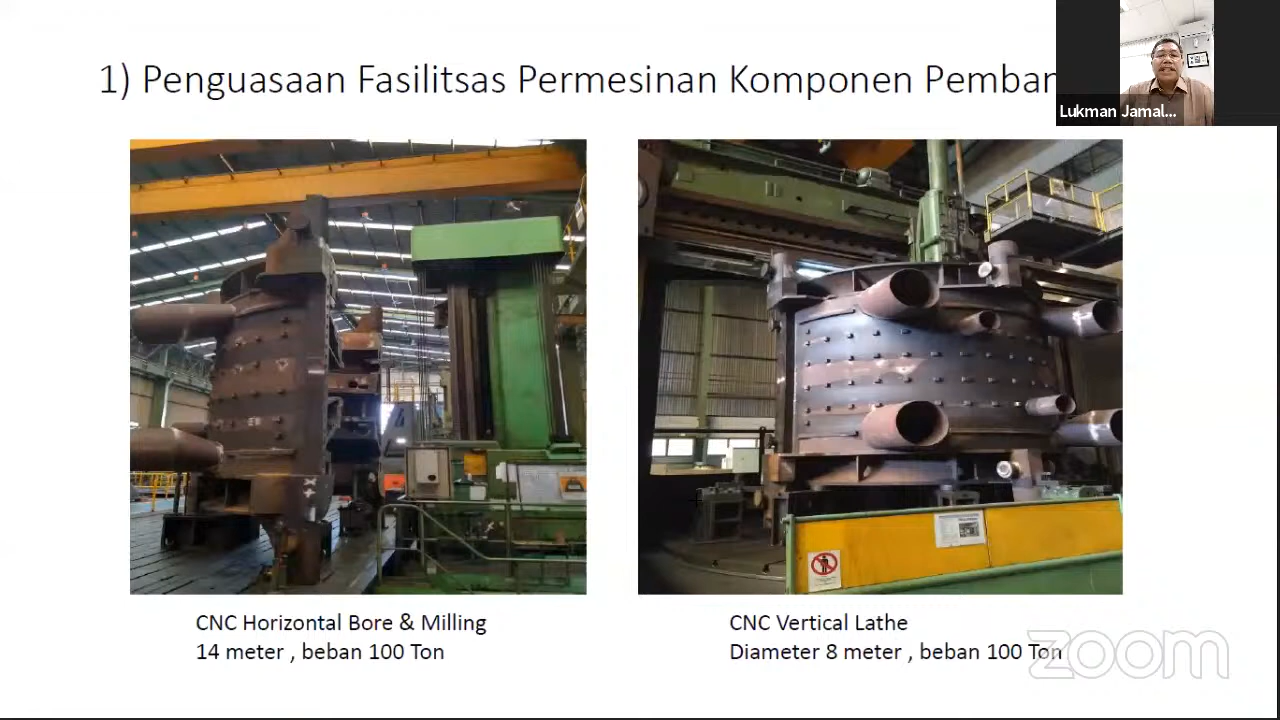 1) Penguasaan Fasilitsas Permesinan Komponen Pemban
Lukman Jamal...
CNC Horizontal Bore & Milling
14 meter , beban 100 Ton
CNC Vertical Lathe
Diameter 8 meter , beban 100 Ton
zoom